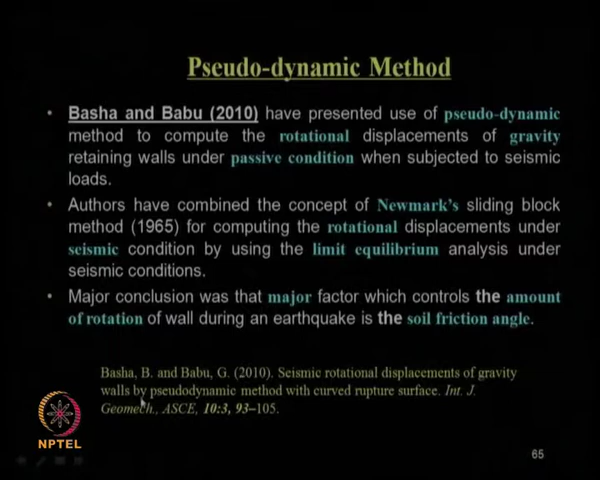 Pseudo-dynamic Method
• Basha and Babu (2010) have presented use of pseudo-dynamic
method to compute the rotational displacements of gravity
retaining walls under passive condition when subjected to seismic
loads.
• Authors have combined the concept of Newmark's sliding block
method (1965) for computing the rotational displacements under
seismic condition by using the limit equilibrium analysis under
seismic conditions.
• Major conclusion was that major factor which controls the amount
of rotation of wall during an earthquake is the soil friction angle.
Basha, B. and Babu, G. (2010). Seismic rotational displacements of gravity
walls by pseudodynamic method with curved rupture surface. Int. J.
Geomech., ASCE, 10:3, 93–105.
NPTEL
65